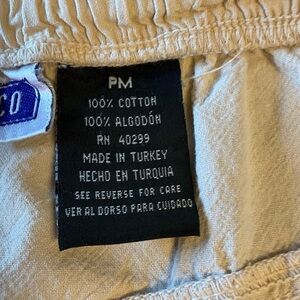 CO
PM
100% COTTON
100% ALGODÓN
RN 40299
MADE IN TURKEY
HECHO EN TURQUIA
SEE REVERSE FOR CARE
VER AL DORSO PARA CUIDADO